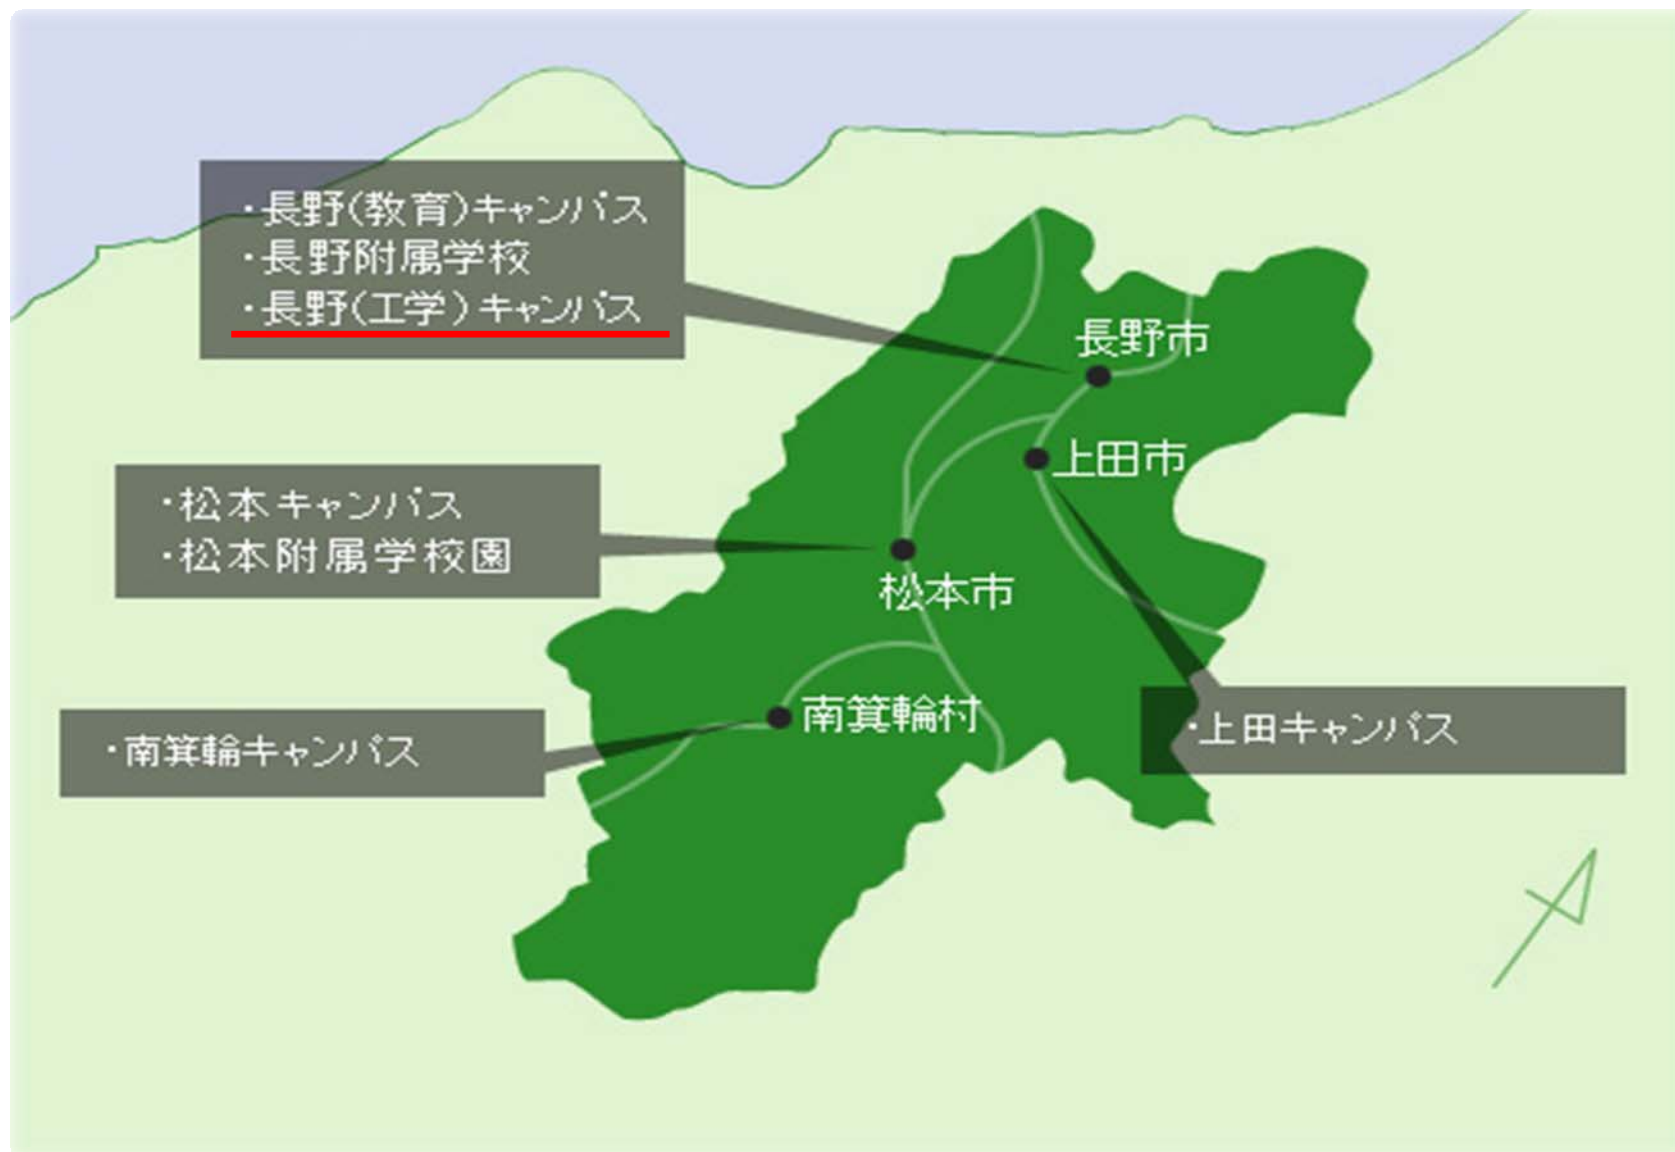 ・長野(教育)キャンパス
・長野附属学校
・長野(工学)キャンパス
長野市
上田市
・松本キャンパス
・松本附属学校園
松本市
・南箕輪キャンパス
南箕輪村
・上田キャンパス